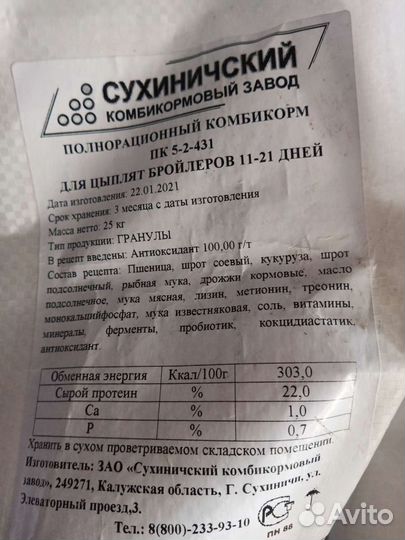 СУХИНИЧСКИЙ
КОМБИКОРМОВЫЙ ЗАВОД
ПОЛНОРАЦИОННЫЙ КОМБИКОРМ
ПК 5-2-431
ДЛЯ ЦЫПЛЯТ БРОЙЛЕРОВ 11-21 ДНЕЙ
Дата изготовления: 22.01.2021
Срок хранения: 3 месяца с даты изготовления
Масса нетто: 25 кг
Тип продукции: ГРАНУЛЫ
В рецепт введены: Антиоксидант 100,00 г/т
Состав рецепта: Пшеница, шрот соевый, кукуруза, шрот
подсолнечный, рыбная мука, дрожжи кормовые, масло
подсолнечное, мука мясная, лизин, метионин, треонин,
монокальцийфосфат, мука известняковая, соль, витамины,
минералы, ферменты, пробиотик, кокцидиастатик,
антиоксидант.
Обменная энергия Ккал/100г 303,0
Сырой протеин % 22,0
Ca % 1,0
P % 0,7
Хранить в сухом проветриваемом складском помещении.
Изготовитель: ЗАО «Сухиничский комбикормовый
завод», 249271, Калужская область, Г. Сухиничи, ул.
Элеваторный проезд,3.
Тел.: 8(800)-233-93-10
РСТ
ПН 88
Avito